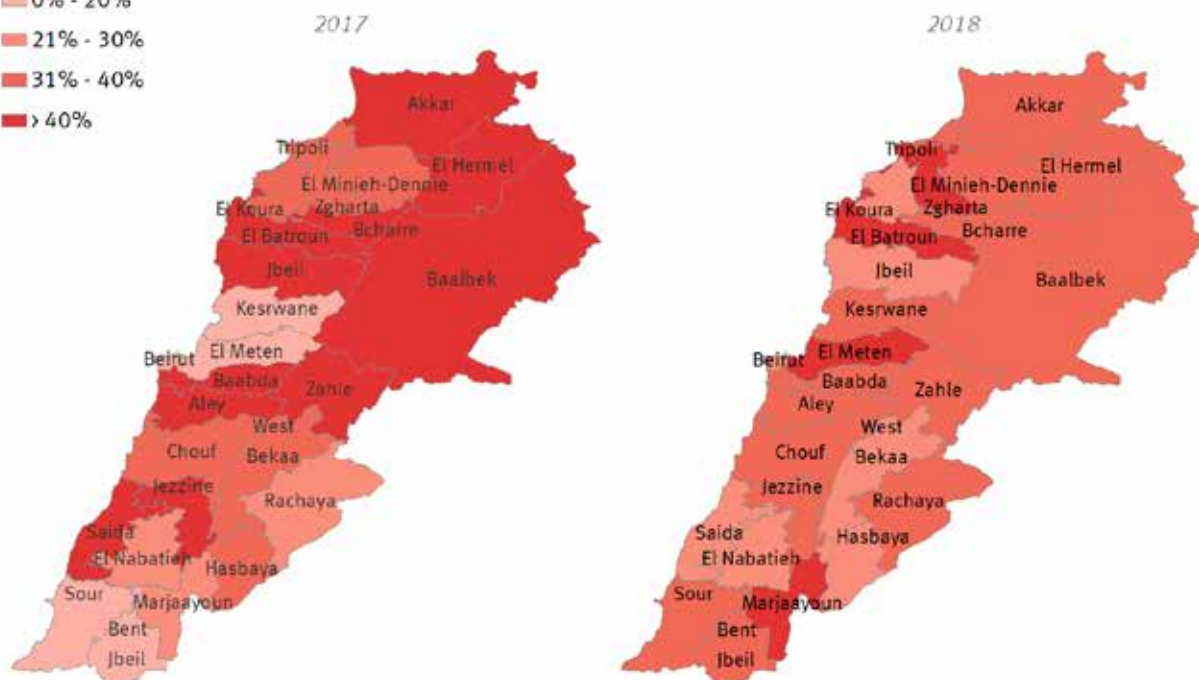 0% - 20%
21% - 30%
31% - 40%
> 40%
2017
Akkar
Tripoli
El Hermel
El Minieh-Dennie
El Koura
Zgharta
El Batroun
Bcharre
Jbeil
Baalbek
Kesrwane
Beirut
El Meten
Baabda
Zahle
Aley
West
Chouf
Bekaa
Jezzine
Rachaya
Saida
El Nabatieh
Hasbaya
Sour
Marjaayoun
Bent
Jbeil
2018
Akkar
Tripoli
El Hermel
El Minieh-Dennie
El Koura
Zgharta
El Batroun
Bcharre
Jbeil
Baalbek
Kesrwane
Beirut
El Meten
Baabda
Zahle
Aley
West
Chouf
Bekaa
Jezzine
Rachaya
Saida
Hasbaya
El Nabatieh
Sour
Marjaayoun
Bent
Jbeil